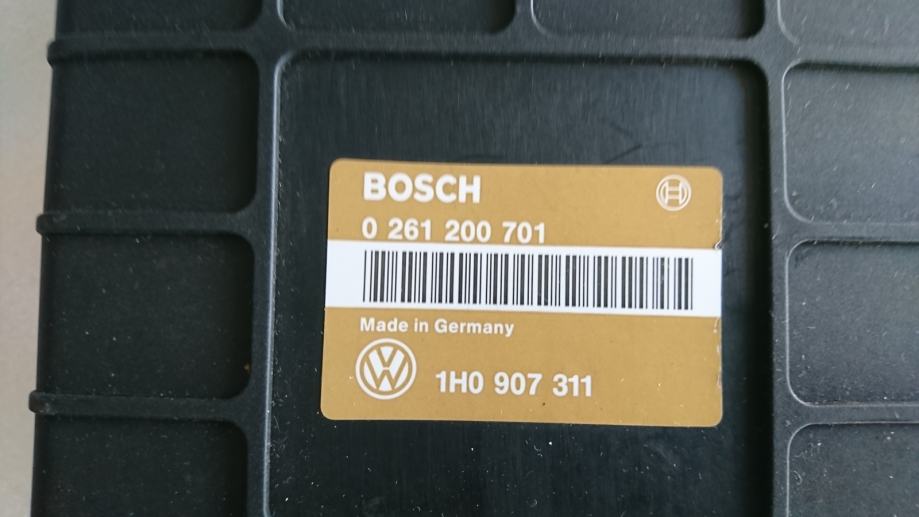 BOSCH
0 261 200 701
Made in Germany
1H0 907 311